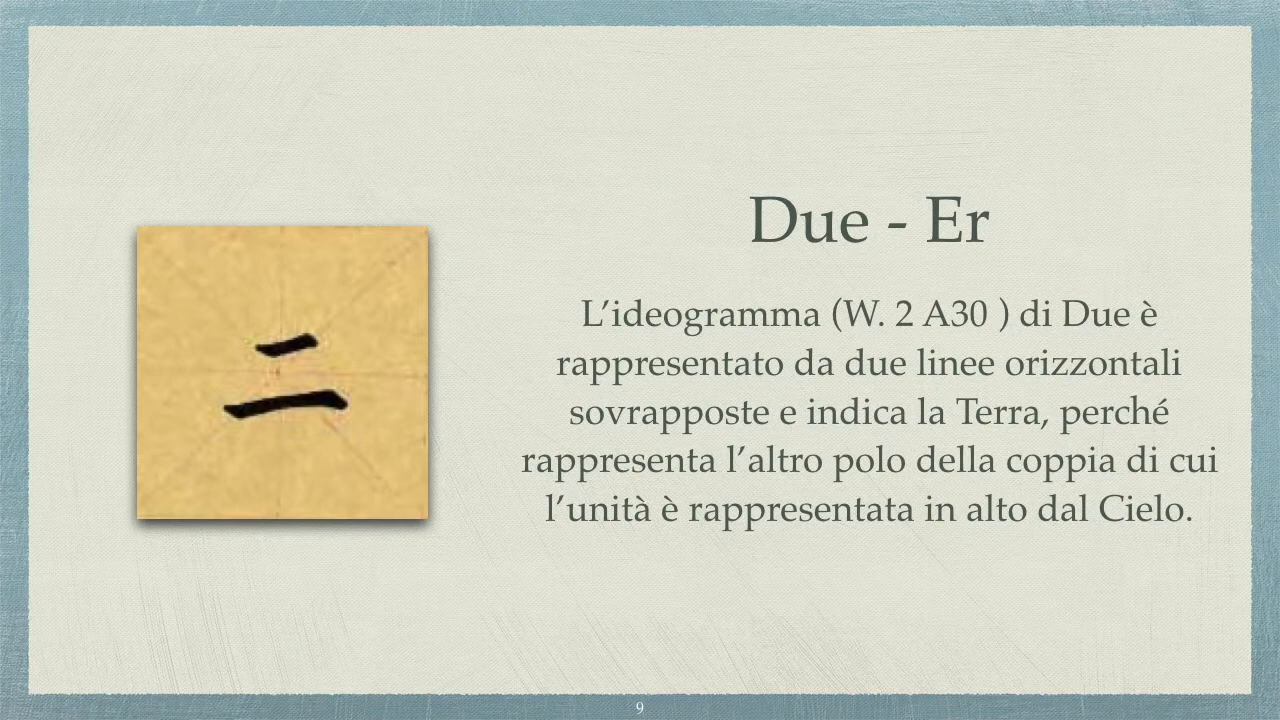 二
Due - Er
L’ideogramma (W. 2 A30 ) di Due è
rappresentato da due linee orizzontali
sovrapposte e indica la Terra, perché
rappresenta l’altro polo della coppia di cui
l’unità è rappresentata in alto dal Cielo.
9